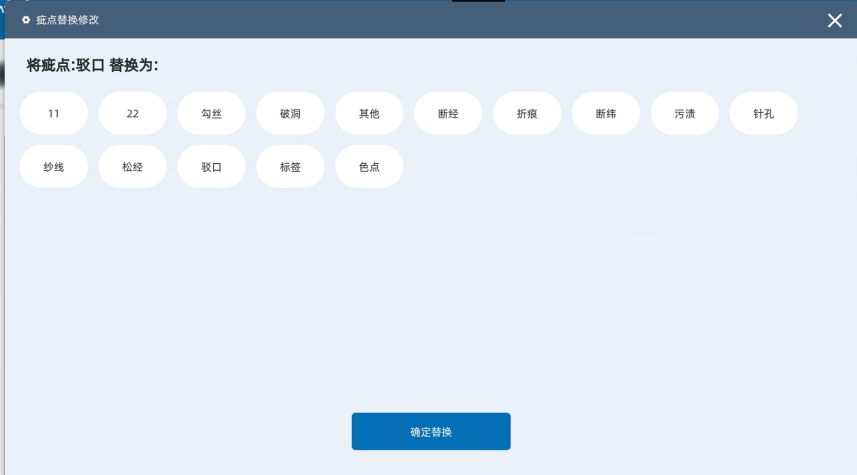 疵点替换修改
将疵点:驳口 替换为:
11 22 勾丝 破洞 其他 断经 折痕 断纬 污渍 针孔
纱线 松经 驳口 标签 色点
确定替换